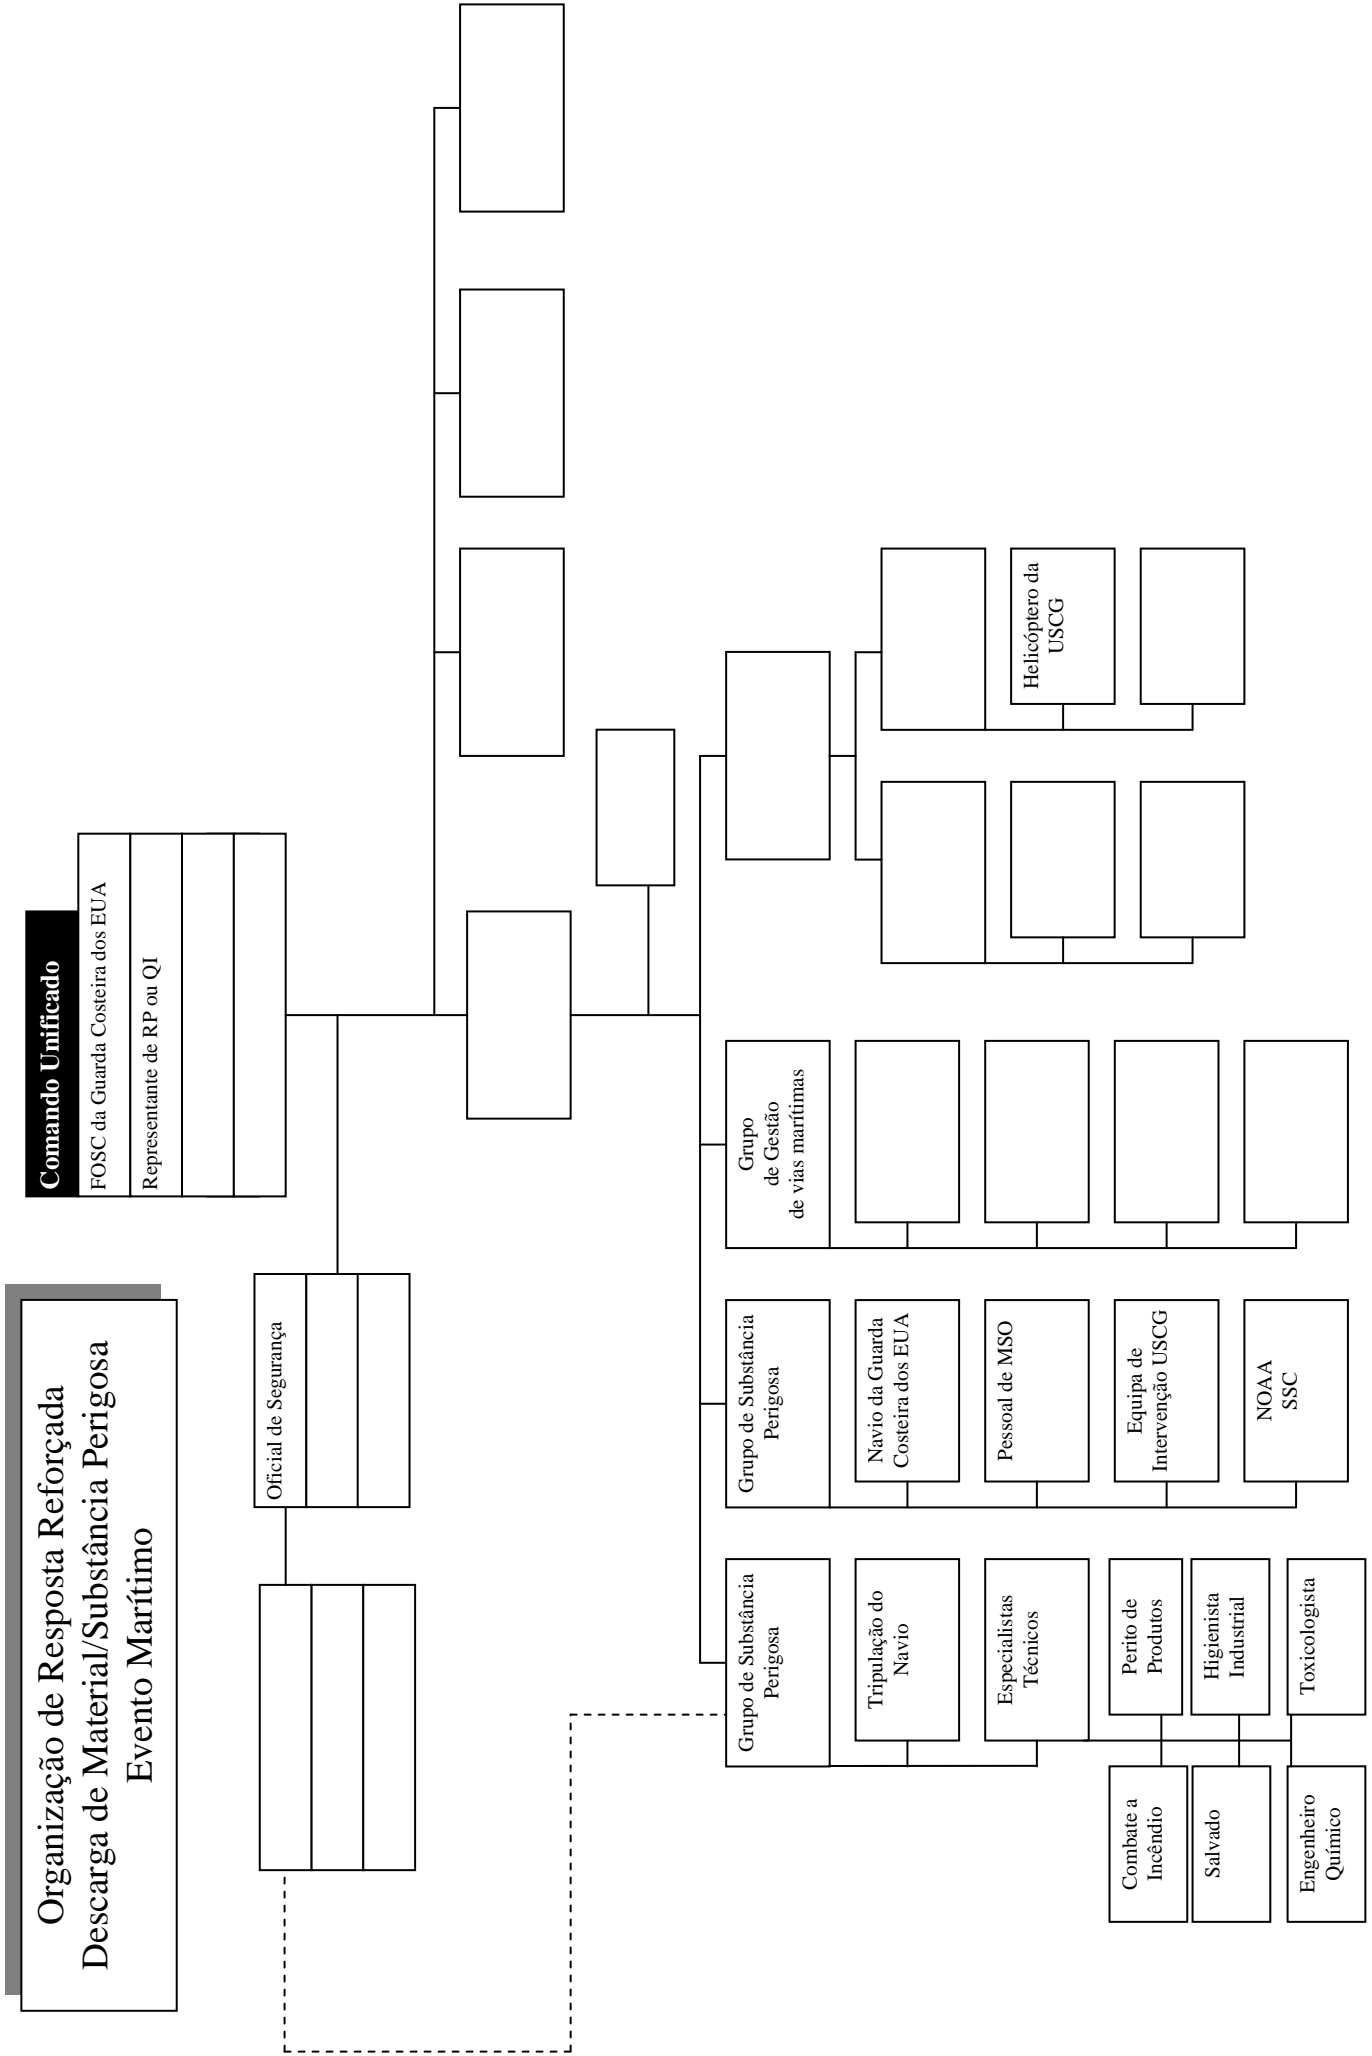 Organização de Resposta Reforçada
Descarga de Material/Substância Perigosa
Evento Marítimo
Comando Unificado
FOSC da Guarda Costeira dos EUA
Representante de RP ou QI
Oficial de Segurança
Grupo de Substância
Perigosa
Tripulação do
Navio
Especialistas
Técnicos
Combate a
Incêndio
Perito de
Produtos
Salvado
Higienista
Industrial
Engenheiro
Químico
Toxicologista
Grupo de Substância
Perigosa
Navio da Guarda
Costeira dos EUA
Pessoal de MSO
Equipa de
Intervenção USCG
NOAA
SSC
Grupo
de Gestão
de vias marítimas
Helicóptero da
USCG